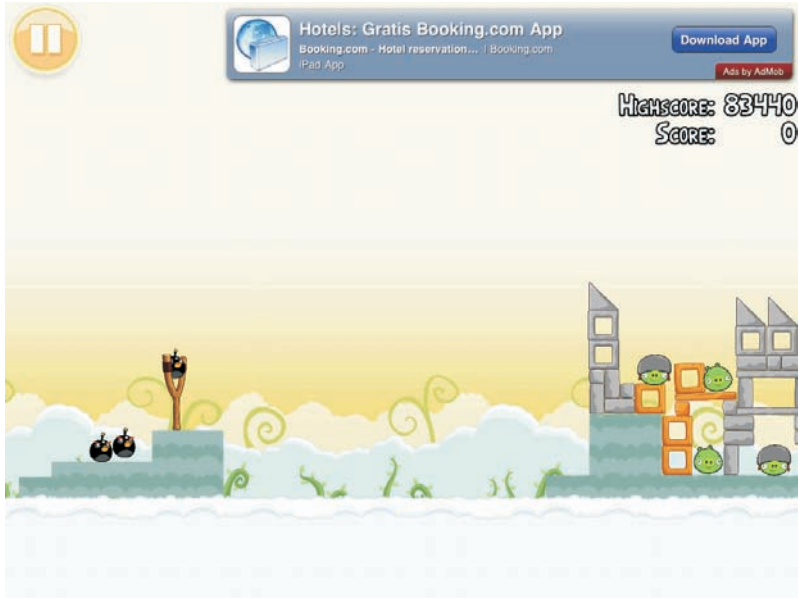 Hotels: Gratis Booking.com App
Booking.com - Hotel reservation... | Booking.com
iPad App
Download App
Ads by AdMob
HIGHSCORE: 83440
SCORE: 0